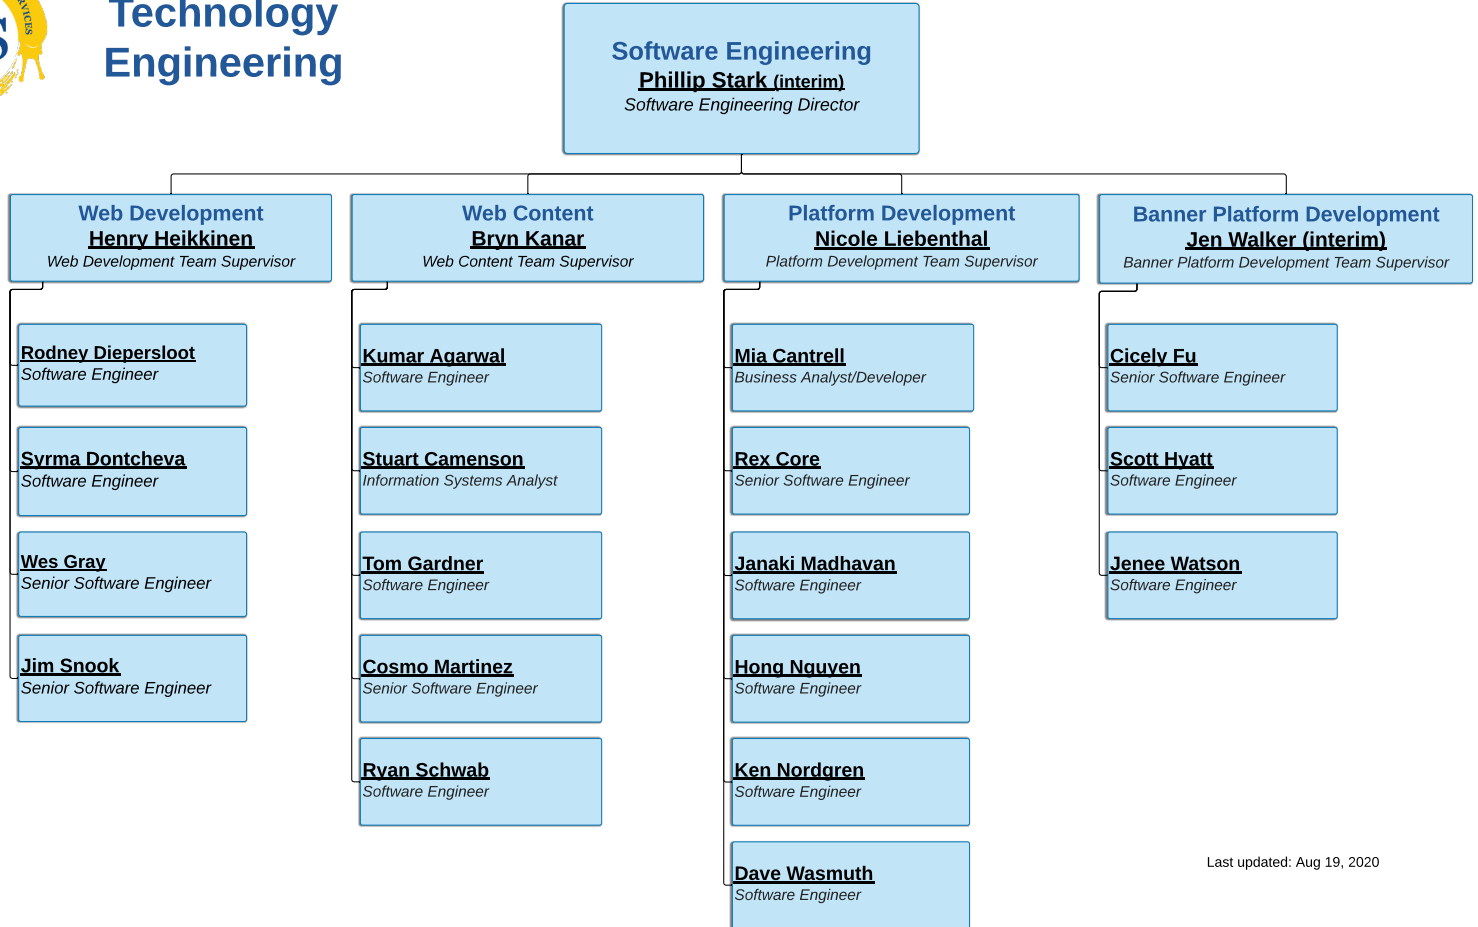 Technology
Engineering
Software Engineering
Phillip Stark (interim)
Software Engineering Director
Web Development
Henry Heikkinen
Web Development Team Supervisor
Rodney Diepersloot
Software Engineer
Syrma Dontcheva
Software Engineer
Wes Gray
Senior Software Engineer
Jim Snook
Senior Software Engineer
Web Content
Bryn Kanar
Web Content Team Supervisor
Kumar Agarwal
Software Engineer
Stuart Camenson
Information Systems Analyst
Tom Gardner
Software Engineer
Cosmo Martinez
Senior Software Engineer
Ryan Schwab
Software Engineer
Platform Development
Nicole Liebenthal
Platform Development Team Supervisor
Mia Cantrell
Business Analyst/Developer
Rex Core
Senior Software Engineer
Janaki Madhavan
Software Engineer
Hong Nguyen
Software Engineer
Ken Nordgren
Software Engineer
Dave Wasmuth
Software Engineer
Banner Platform Development
Jen Walker (interim)
Banner Platform Development Team Supervisor
Cicely Fu
Senior Software Engineer
Scott Hyatt
Software Engineer
Jenee Watson
Software Engineer
Last updated: Aug 19, 2020